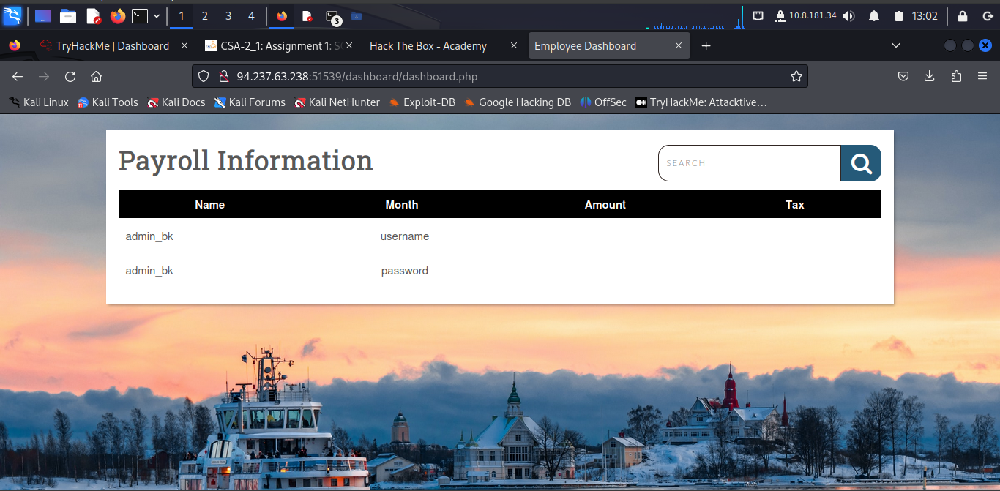 1 2 3 4 3 10.8.181.34 13:02
TryHackMe | Dashboard CSA-2_1: Assignment 1: S Hack The Box - Academy Employee Dashboard
94.237.63.238:51539/dashboard/dashboard.php
Kali Linux Kali Tools Kali Docs Kali Forums Kali NetHunter Exploit-DB Google Hacking DB OffSec TryHackMe: Attacktive…
Payroll Information SEARCH
Name Month Amount Tax
admin_bk username
admin_bk password